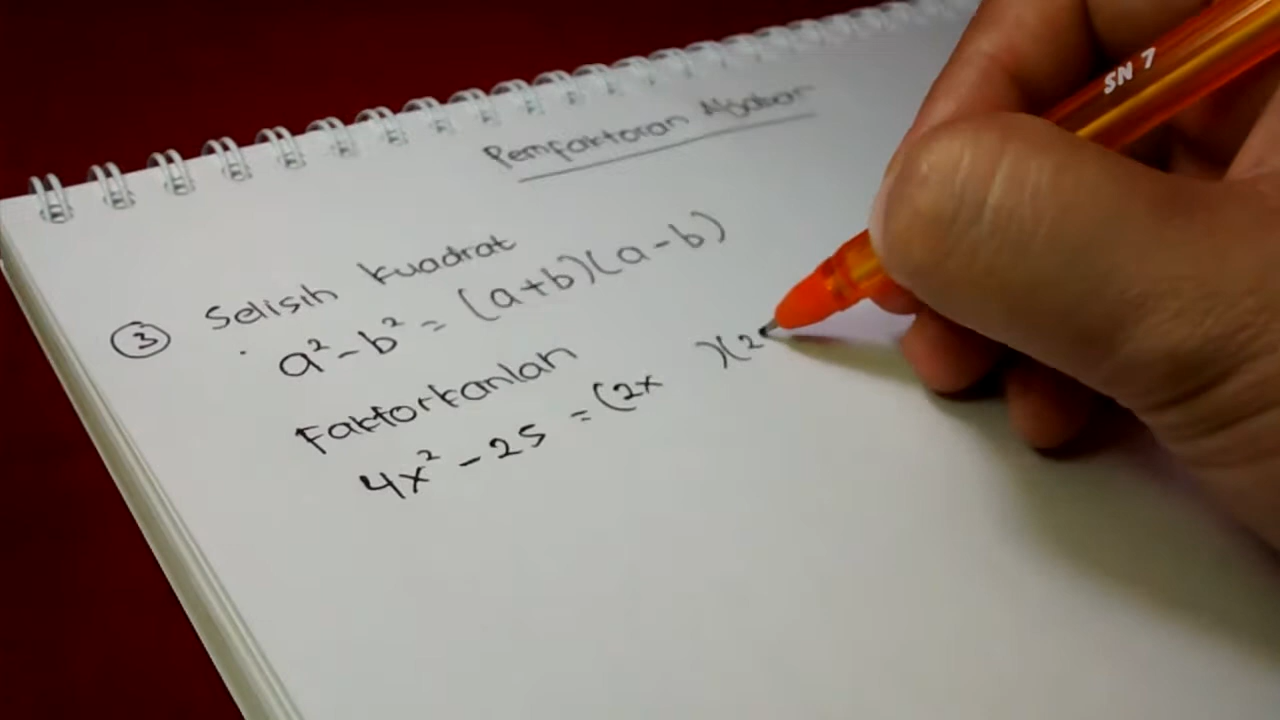 Pemfaktoran Aljabar
③ Selisih Kuadrat
a² - b² = (a+b)(a-b)
Faktorkanlah
4x² - 25 = (2x )(2
SN 7